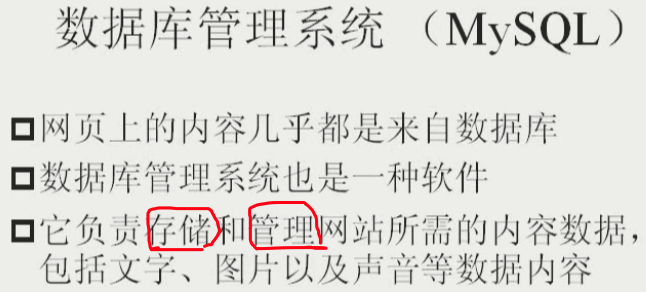 数据库管理系统 （MySQL）
网页上的内容几乎都是来自数据库
数据库管理系统也是一种软件
它负责存储和管理网站所需的内容数据，
包括文字、图片以及声音等数据内容